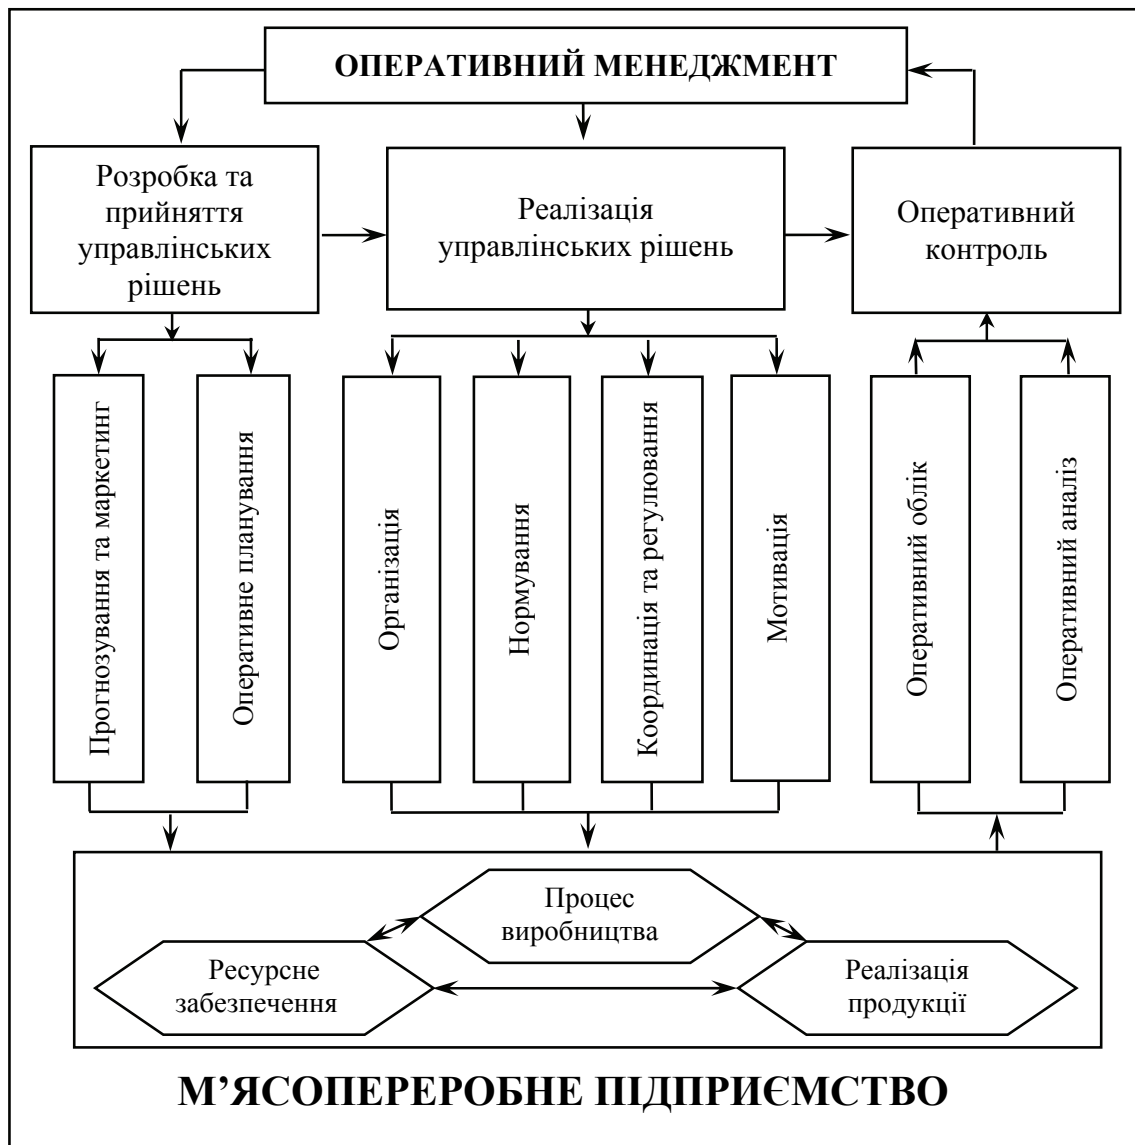 ОПЕРАТИВНИЙ МЕНЕДЖМЕНТ
Розробка та
прийняття
управлінських
рішень
Реалізація
управлінських рішень
Оперативний
контроль
Прогнозування та маркетинг
Оперативне планування
Організація
Нормування
Координація та регулювання
Мотивація
Оперативний облік
Оперативний аналіз
Процес
виробництва
Ресурсне
забезпечення
Реалізація
продукції
М’ЯСОПЕРЕРОБНЕ ПІДПРИЄМСТВО